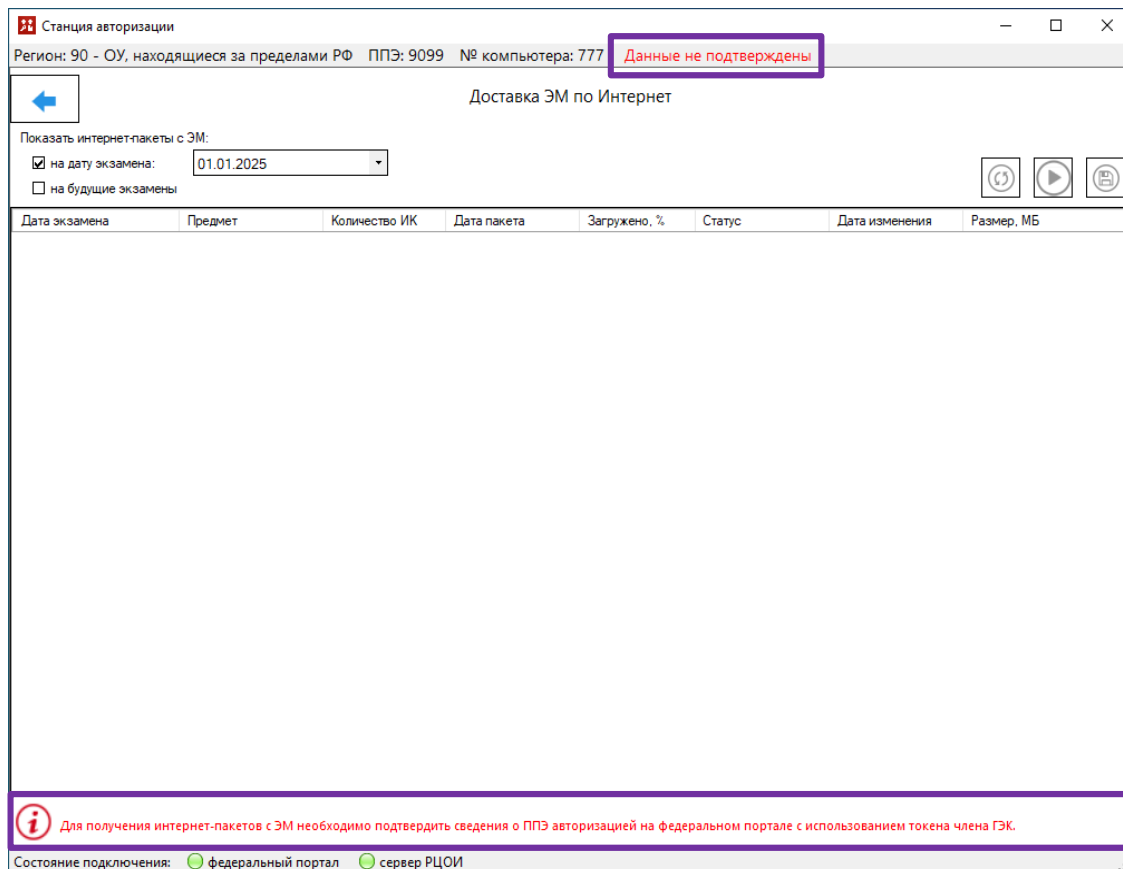 Станция авторизации
Регион: 90 - ОУ, находящиеся за пределами РФ ППЭ: 9099 № компьютера: 777 Данные не подтверждены
Доставка ЭМ по Интернет
Показать интернет-пакеты с ЭМ:
на дату экзамена: 01.01.2025
на будущие экзамены
Дата экзамена Предмет Количество ИК Дата пакета Загружено, % Статус Дата изменения Размер, МБ
Для получения интернет-пакетов с ЭМ необходимо подтвердить сведения о ППЭ авторизацией на федеральном портале с использованием токена члена ГЭК.
Состояние подключения: федеральный портал сервер РЦОИ